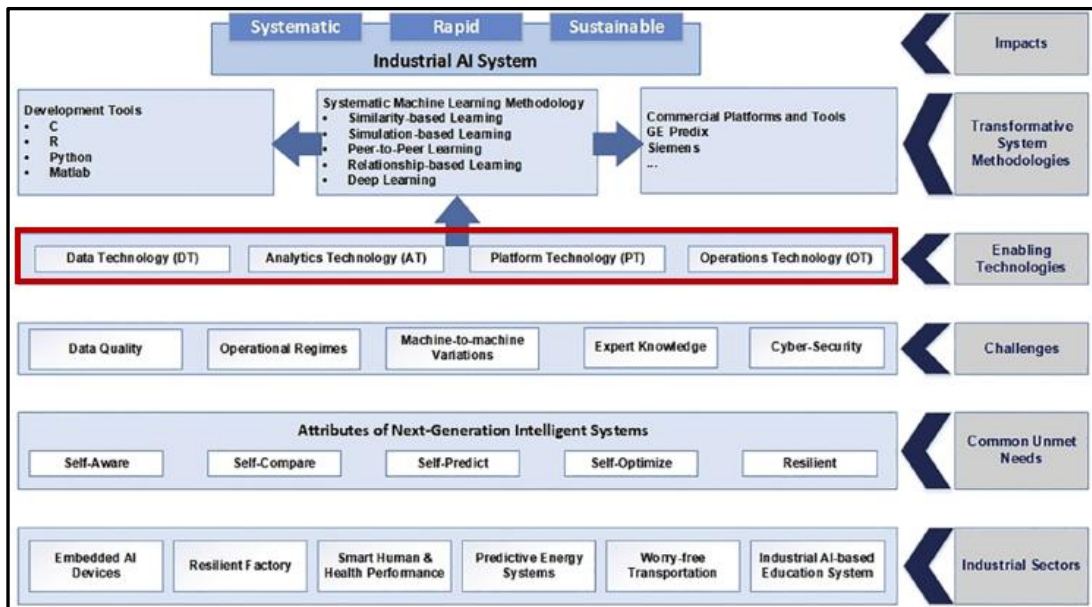 Systematic
Rapid
Sustainable
Industrial AI System
Impacts
Development Tools
• C
• R
• Python
• Matlab
Systematic Machine Learning Methodology
• Similarity-based Learning
• Simulation-based Learning
• Peer-to-Peer Learning
• Relationship-based Learning
• Deep Learning
Commercial Platforms and Tools
GE Predix
Siemens
...
Transformative
System
Methodologies
Data Technology (DT)
Analytics Technology (AT)
Platform Technology (PT)
Operations Technology (OT)
Enabling
Technologies
Data Quality
Operational Regimes
Machine-to-machine
Variations
Expert Knowledge
Cyber-Security
Challenges
Attributes of Next-Generation Intelligent Systems
Self-Aware
Self-Compare
Self-Predict
Self-Optimize
Resilient
Common Unmet
Needs
Embedded AI
Devices
Resilient Factory
Smart Human &
Health Performance
Predictive Energy
Systems
Worry-free
Transportation
Industrial AI-based
Education System
Industrial Sectors